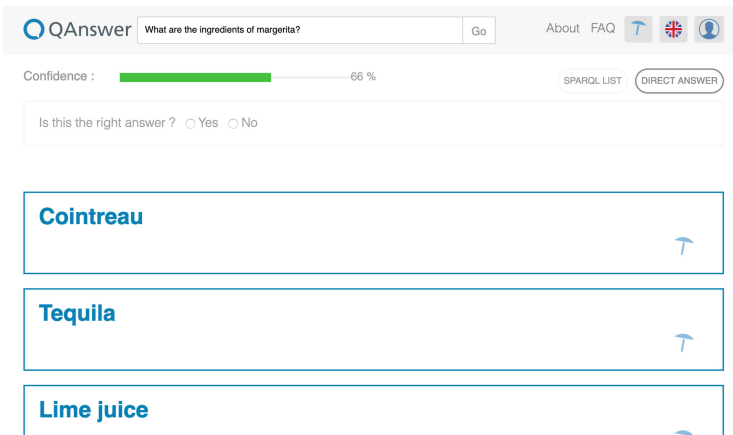 QAnswer What are the ingredients of margerita? Go About FAQ
Confidence : 66 % SPARQL LIST DIRECT ANSWER
Is this the right answer ? Yes No
Cointreau
Tequila
Lime juice